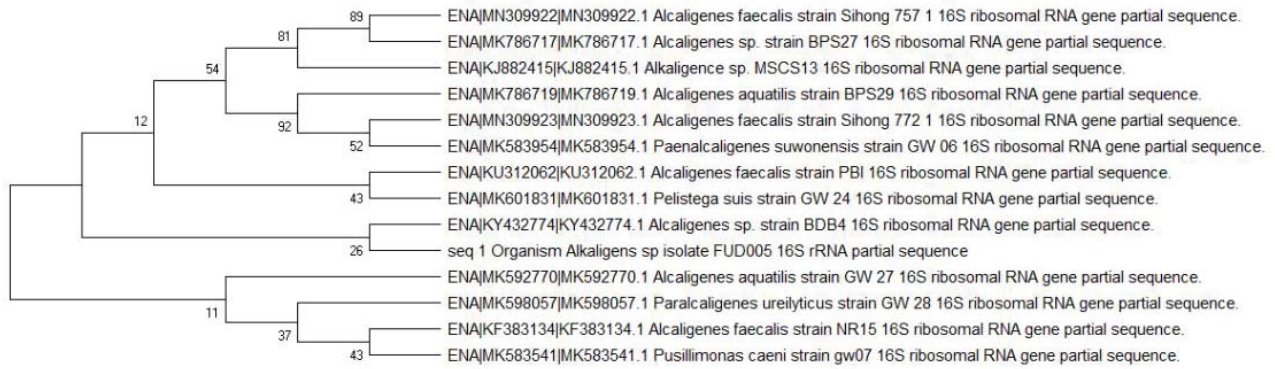 89
ENA|MN309922|MN309922.1 Alcaligenes faecalis strain Sihong 757 1 16S ribosomal RNA gene partial sequence.
81
ENA|MK786717|MK786717.1 Alcaligenes sp. strain BPS27 16S ribosomal RNA gene partial sequence.
54
ENA|KJ882415|KJ882415.1 Alkaligence sp. MSCS13 16S ribosomal RNA gene partial sequence.
ENA|MK786719|MK786719.1 Alcaligenes aquatilis strain BPS29 16S ribosomal RNA gene partial sequence.
12
92
ENA|MN309923|MN309923.1 Alcaligenes faecalis strain Sihong 772 1 16S ribosomal RNA gene partial sequence.
52
ENA|MK583954|MK583954.1 Paenalcaligenes suwonensis strain GW 06 16S ribosomal RNA gene partial sequence.
ENA|KU312062|KU312062.1 Alcaligenes faecalis strain PBI 16S ribosomal RNA gene partial sequence.
43
ENA|MK601831|MK601831.1 Pelistega suis strain GW 24 16S ribosomal RNA gene partial sequence.
ENA|KY432774|KY432774.1 Alcaligenes sp. strain BDB4 16S ribosomal RNA gene partial sequence.
26
seq 1 Organism Alkaligens sp isolate FUD005 16S rRNA partial sequence
ENA|MK592770|MK592770.1 Alcaligenes aquatilis strain GW 27 16S ribosomal RNA gene partial sequence.
11
ENA|MK598057|MK598057.1 Paralcaligenes ureilyticus strain GW 28 16S ribosomal RNA gene partial sequence.
37
ENA|KF383134|KF383134.1 Alcaligenes faecalis strain NR15 16S ribosomal RNA gene partial sequence.
43
ENA|MK583541|MK583541.1 Pusillimonas caeni strain gw07 16S ribosomal RNA gene partial sequence.